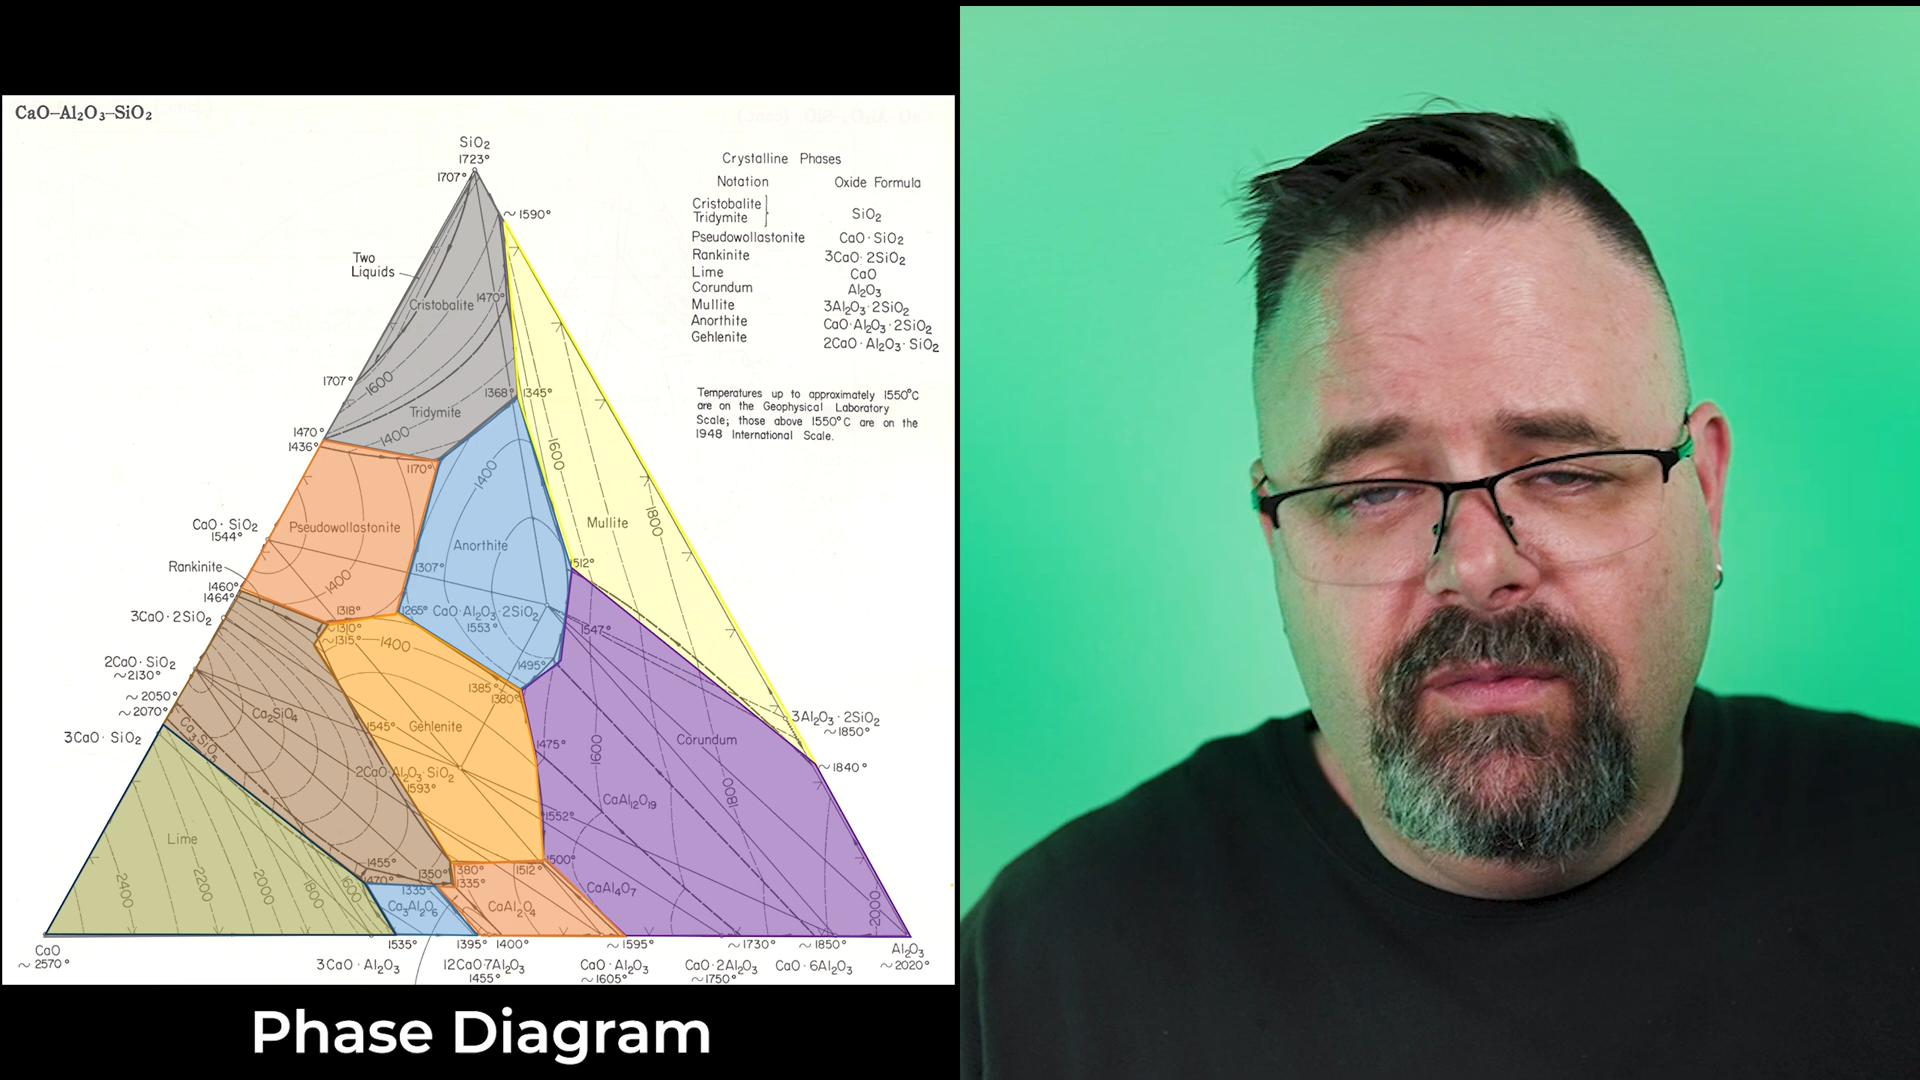 CaO–Al₂O₃–SiO₂
SiO₂
1723°
1707°
~1590°
Crystalline Phases
Notation Oxide Formula
Cristobalite
Tridymite
SiO₂
Pseudowollastonite CaO·SiO₂
Rankinite 3CaO·2SiO₂
Lime CaO
Corundum Al₂O₃
Mullite 3Al₂O₃·2SiO₂
Anorthite CaO·Al₂O₃·2SiO₂
Gehlenite 2CaO·Al₂O₃·SiO₂
Temperatures up to approximately 1550°C
are on the Geophysical Laboratory
Scale; those above 1550°C are on the
1948 International Scale.
Two
Liquids
Cristobalite
1470°
1707°
1600
1368°
1345°
Tridymite
1400
1470°
1436°
1170°
1400
1600
1800
Mullite
CaO·SiO₂
1544°
Pseudowollastonite
Anorthite
Rankinite
1307°
1512°
1400
1460°
1464°
3CaO·2SiO₂
1318°
1265°
CaO·Al₂O₃·2SiO₂
1553°
~1310°
~1315°
1400
1547°
2CaO·SiO₂
~2130°
1495°
~2050°
~2070°
1385°
1380°
3CaO·SiO₂
Ca₂SiO₄
Ca₃SiO₅
1545°
Gehlenite
1475°
1600
Corundum
3Al₂O₃·2SiO₂
~1850°
~1840°
2CaO·Al₂O₃·SiO₂
1593°
1800
CaAl₁₂O₁₉
1552°
Lime
1455°
1470°
1350°
1380°
1335°
1512°
1500°
CaAl₄O₇
2400
2200
2000
1800
1600
1335°
Ca₃Al₂O₆
CaAl₂O₄
2000
CaO
~2570°
1535°
1395°
1400°
~1595°
~1730°
~1850°
Al₂O₃
~2020°
3CaO·Al₂O₃
12CaO·7Al₂O₃
1455°
CaO·Al₂O₃
~1605°
CaO·2Al₂O₃
~1750°
CaO·6Al₂O₃
Phase Diagram